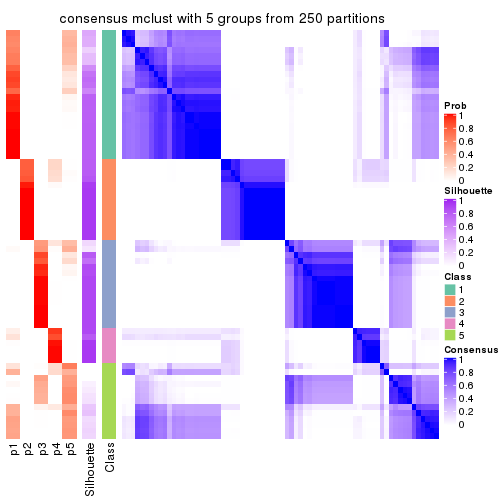 consensus mclust with 5 groups from 250 partitions
Prob
1
0.8
0.6
0.4
0.2
0
Silhouette
1
0.8
0.6
0.4
0.2
0
Class
1
2
3
4
5
Consensus
1
0.8
0.6
0.4
0.2
0
p1
p2
p3
p4
p5
Silhouette
Class